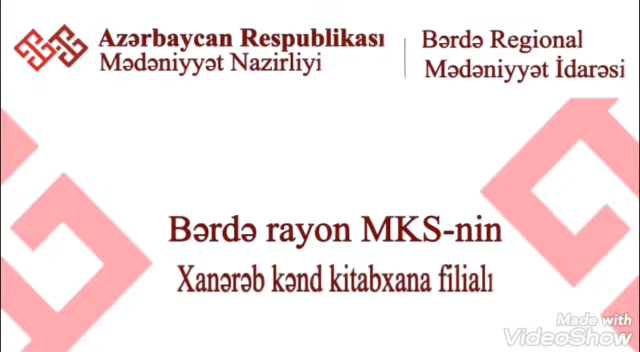 Azərbaycan Respublikası
Mədəniyyət Nazirliyi
Bərdə Regional
Mədəniyyət İdarəsi
Bərdə rayon MKS-nin
Xanərəb kənd kitabxana filialı
Made with
VideoShow